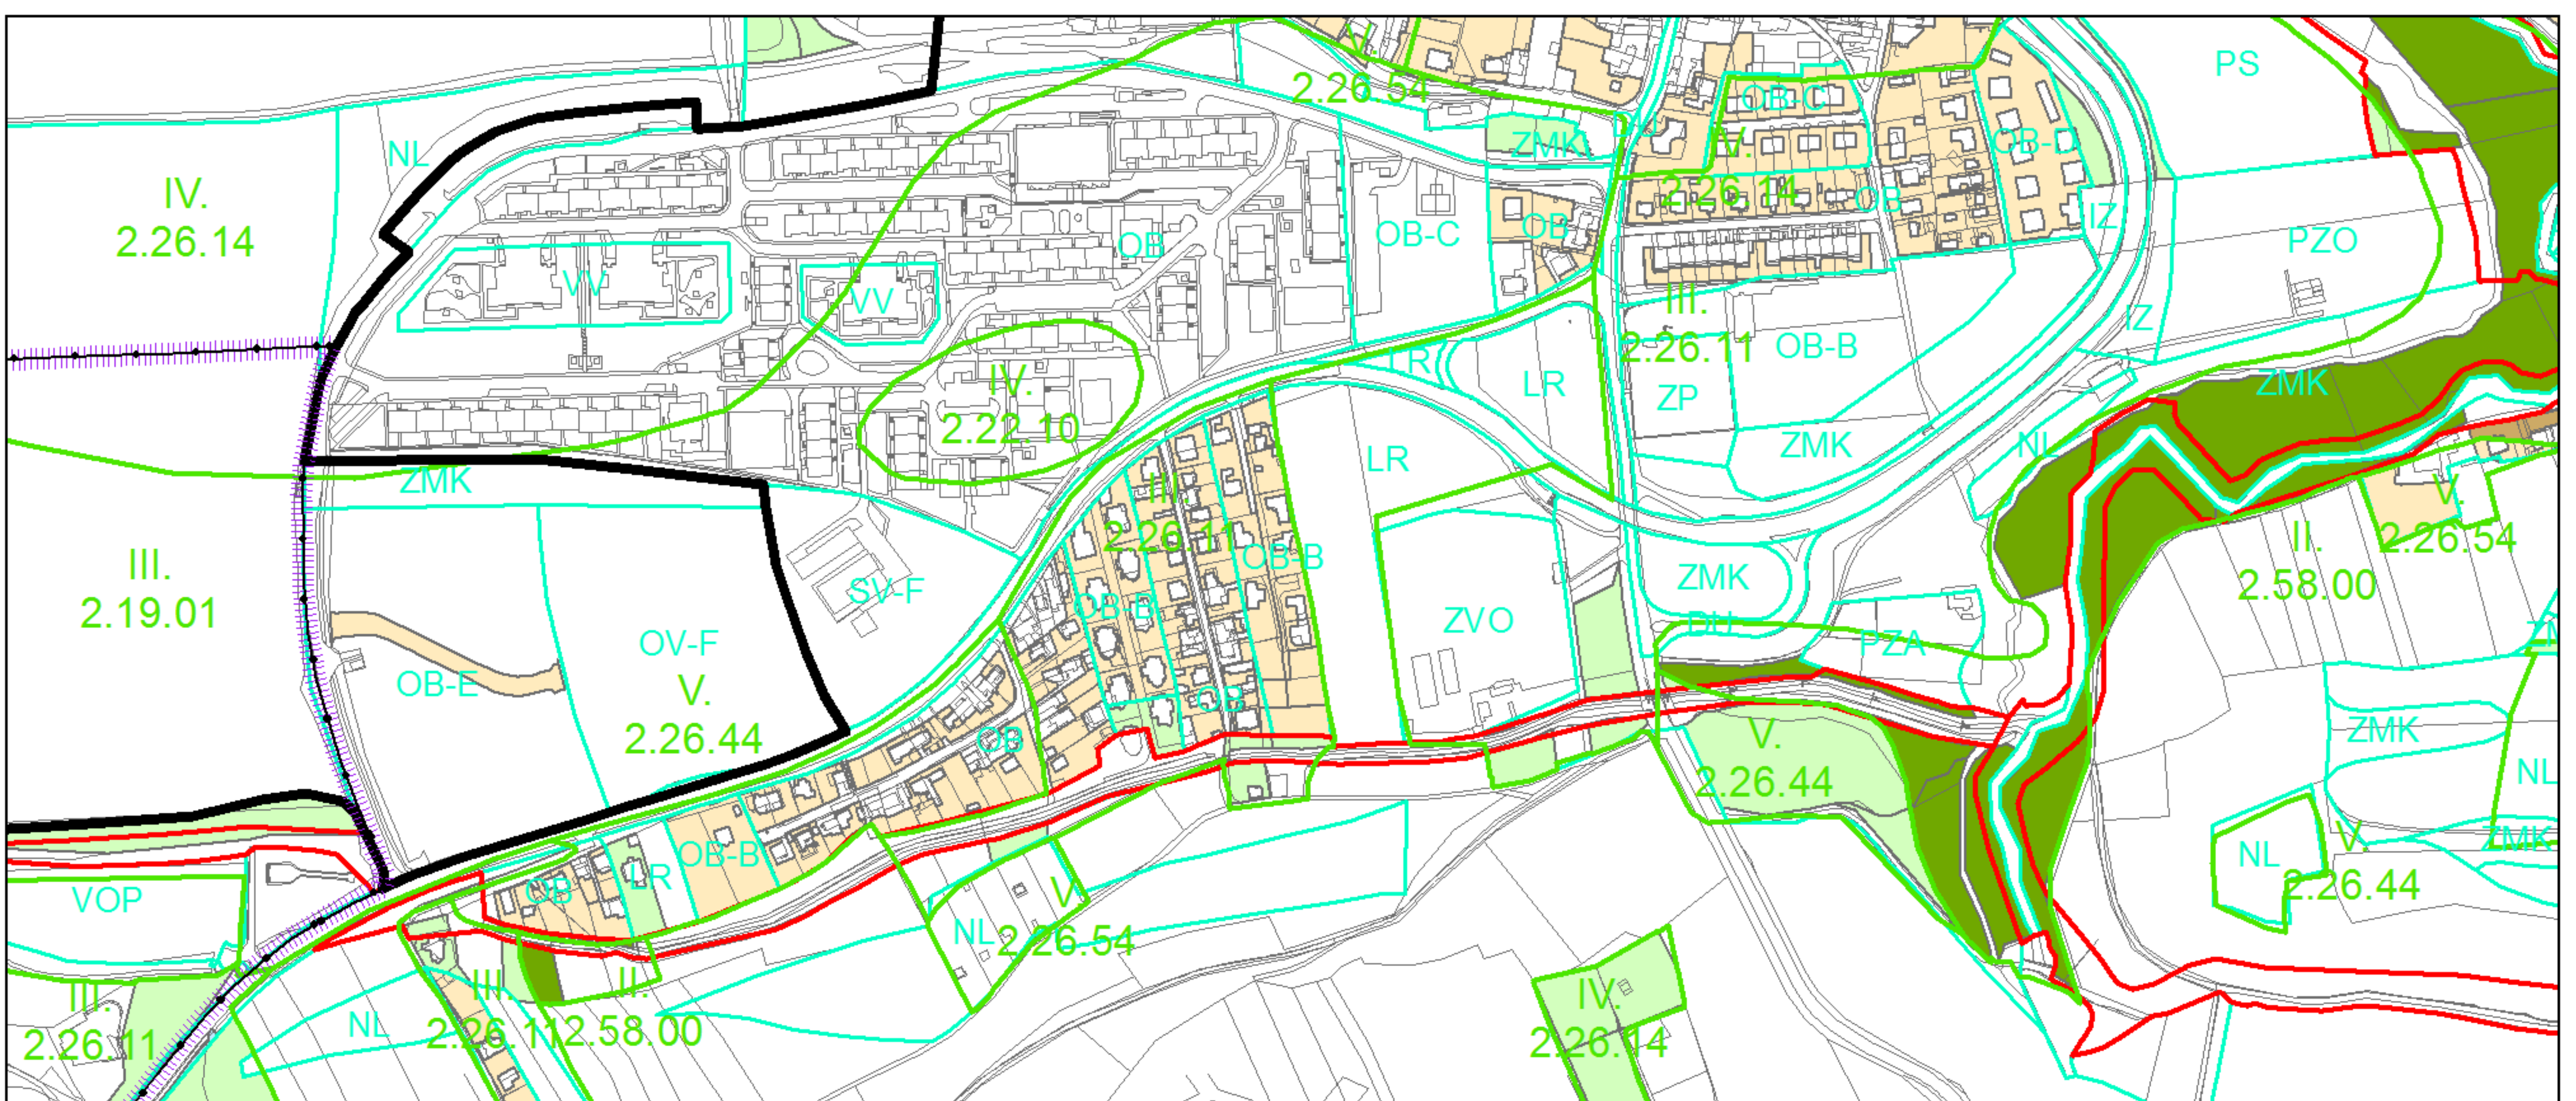 PS
V.
2.26.54
OB-C
DU
ZMK
V.
OB-D
NL
IV.
2.26.14
2.26.14
OB
IZ
OB
OB-C
OB
PZO
VV
VV
III.
2.26.11
OB-B
IZ
LR
LR
ZP
IV.
2.22.10
ZMK
ZMK
NL
LR
ZMK
V.
2.26.54
2.26.11
II.
2.58.00
OB-B
III.
2.19.01
SV-F
ZMK
OB-B
ZVO
DU
PZA
OV-F
OB-E
V.
2.26.44
OB
OB
V.
2.26.44
ZMK
NL
OB-B
LR
OB
VOP
V.
NL
V.
2.26.44
ZMK
NL
2.26.54
III.
2.26.11
NL
III.
2.26.11
II.
2.58.00
IV.
2.26.14